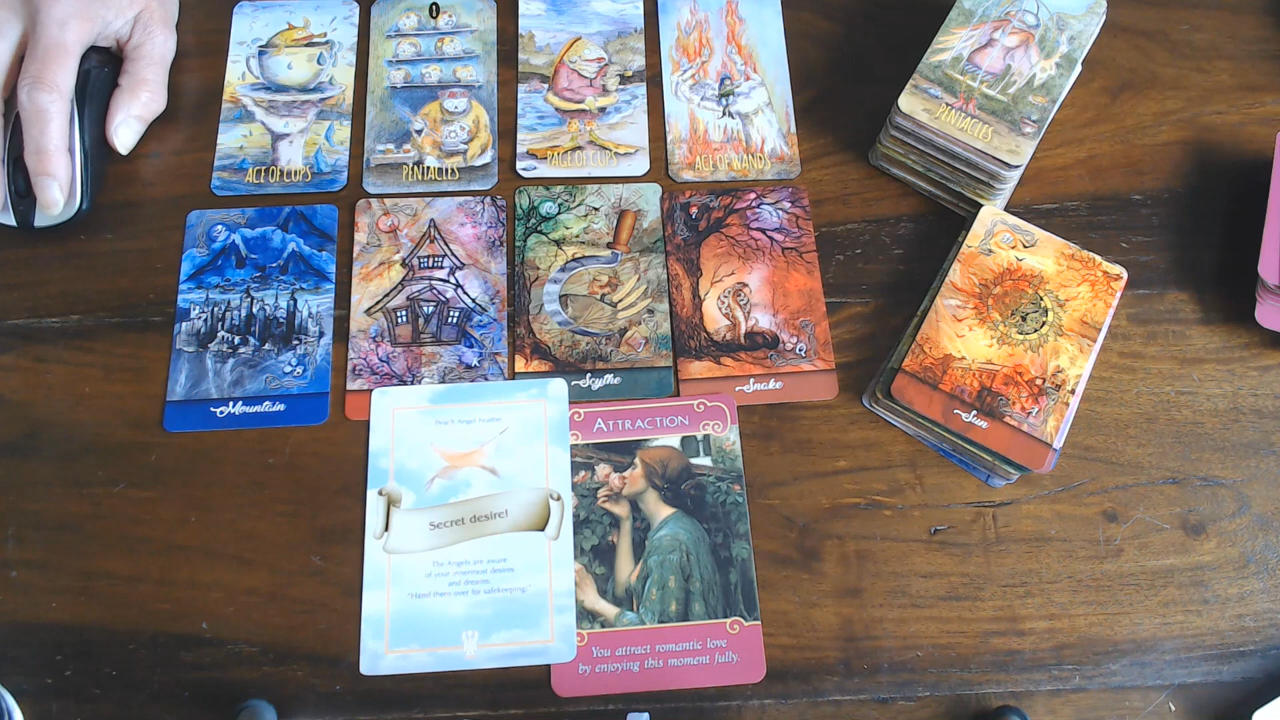 ACE OF CUPS
PENTACLES
PAGE OF CUPS
ACE OF WANDS
PENTACLES
Mountain
Scythe
Snake
Sun
Angel feather
Secret desire!
The Angels are aware
of your innermost desires
and dreams.
"Hand them over for safekeeping."
ATTRACTION
You attract romantic love
by enjoying this moment fully.